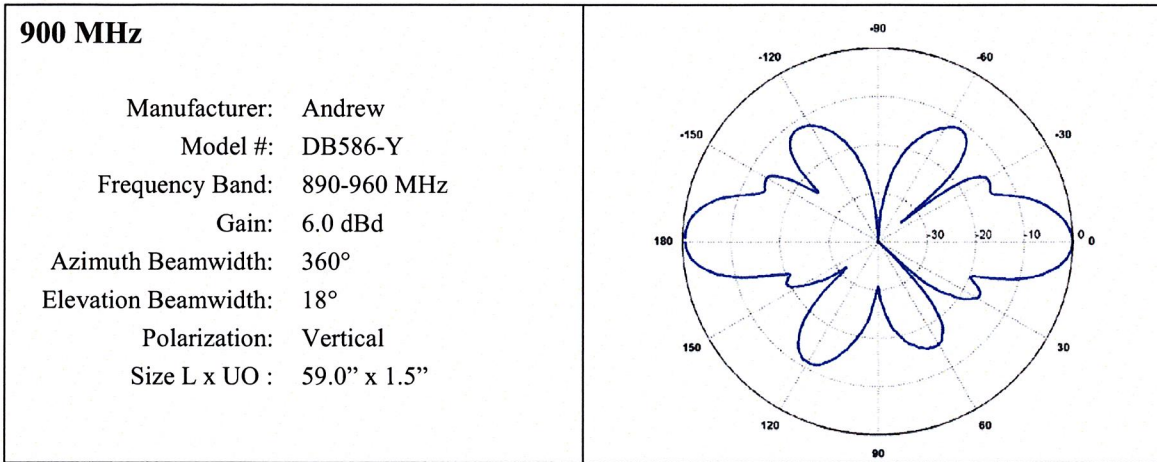 900 MHz
Manufacturer: Andrew
Model #: DB586-Y
Frequency Band: 890-960 MHz
Gain: 6.0 dBd
Azimuth Beamwidth: 360°
Elevation Beamwidth: 18°
Polarization: Vertical
Size L x UO : 59.0” x 1.5”
-90
-120
-60
-150
-30
180
-30
-20
-10
0
0
150
30
120
60
90